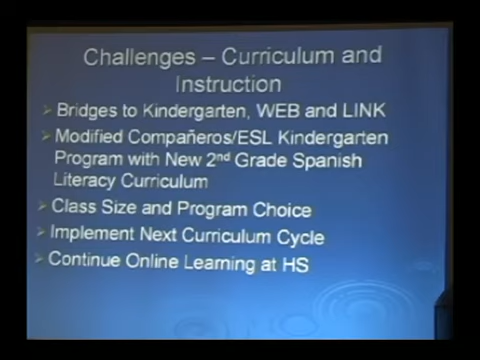 Challenges – Curriculum and
Instruction
Bridges to Kindergarten, WEB and LINK
Modified Compañeros/ESL Kindergarten
Program with New 2nd Grade Spanish
Literacy Curriculum
Class Size and Program Choice
Implement Next Curriculum Cycle
Continue Online Learning at HS